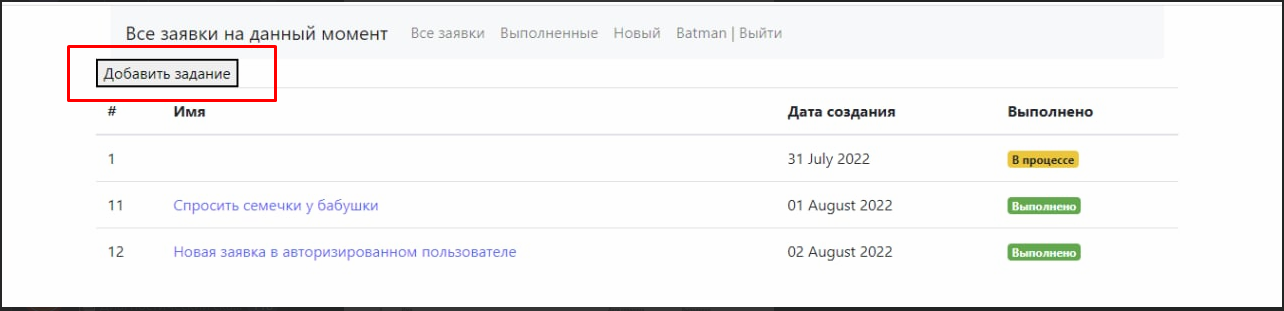 Все заявки на данный момент Все заявки Выполненные Новый Batman | Выйти
Добавить задание
# Имя Дата создания Выполнено
1 31 July 2022 В процессе
11 Спросить семечки у бабушки 01 August 2022 Выполнено
12 Новая заявка в авторизированном пользователе 02 August 2022 Выполнено